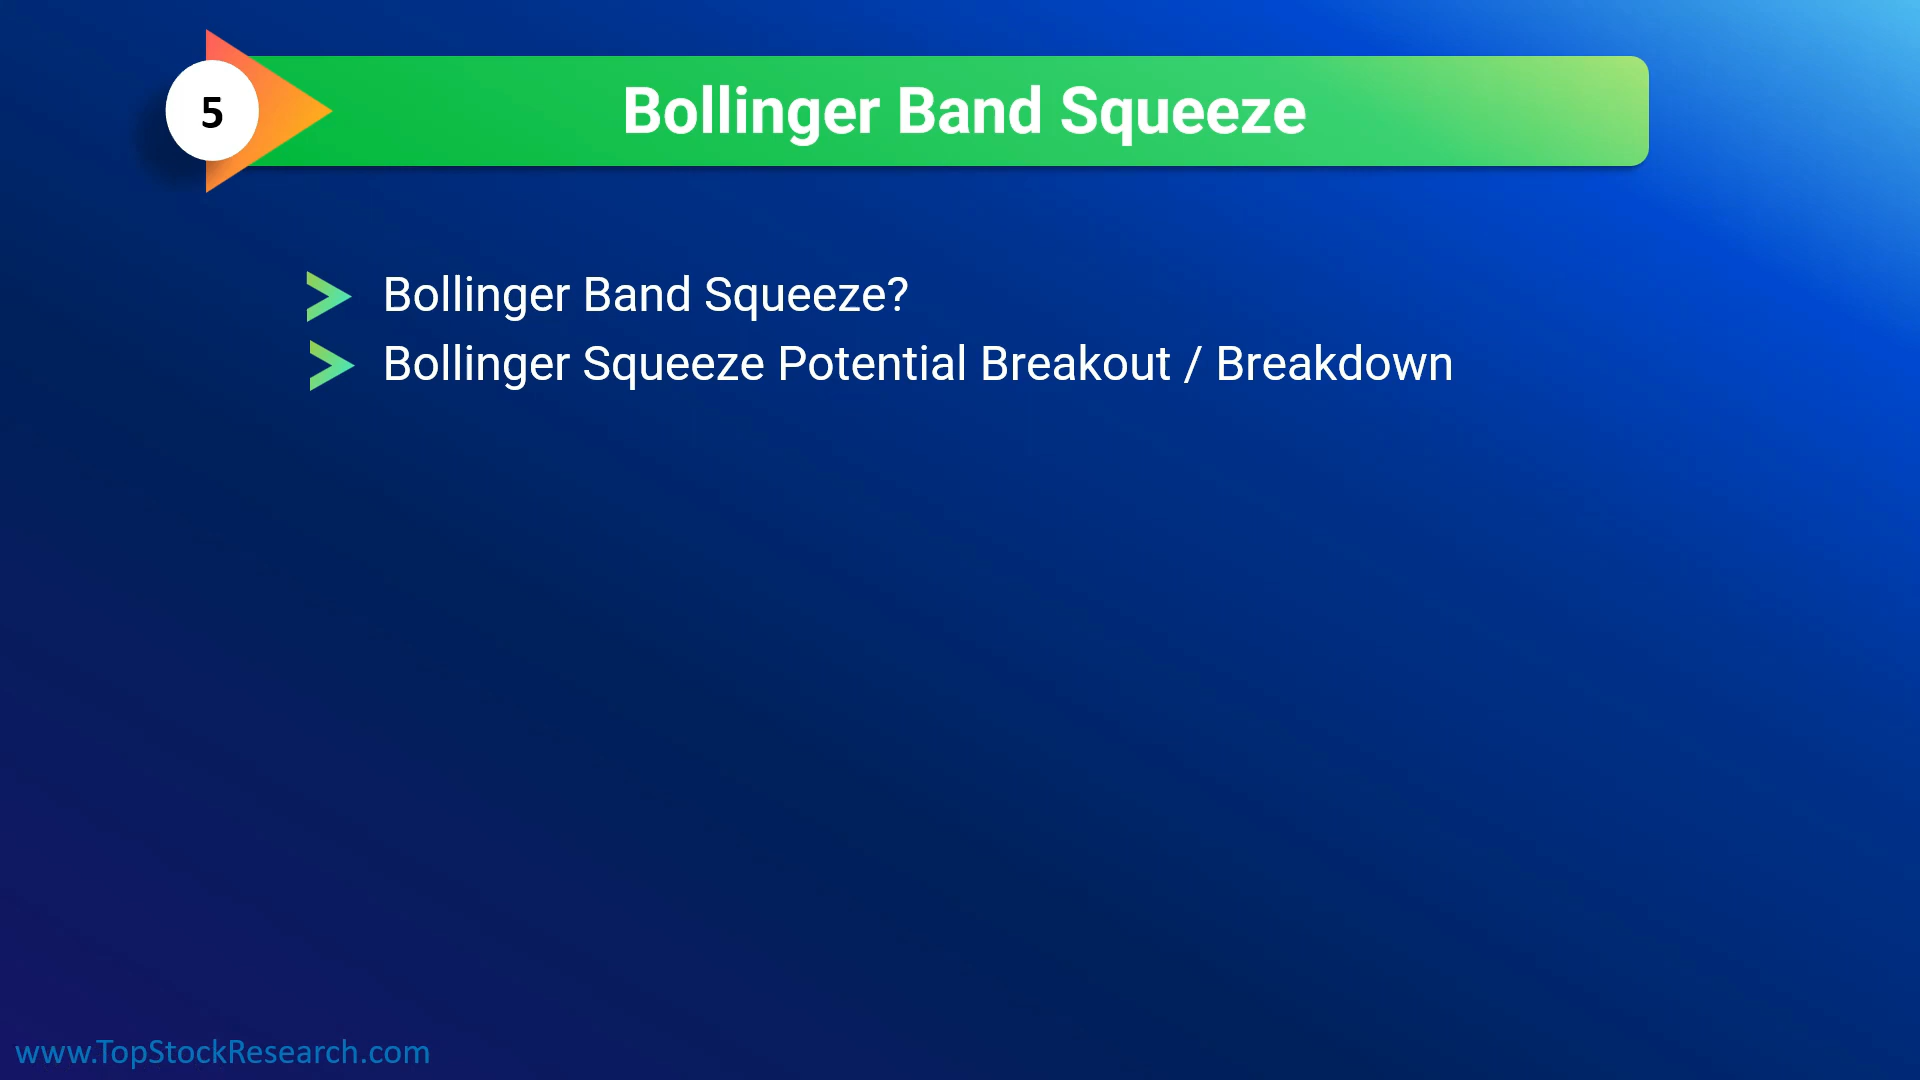 5
Bollinger Band Squeeze
Bollinger Band Squeeze?
Bollinger Squeeze Potential Breakout / Breakdown
www.TopStockResearch.com